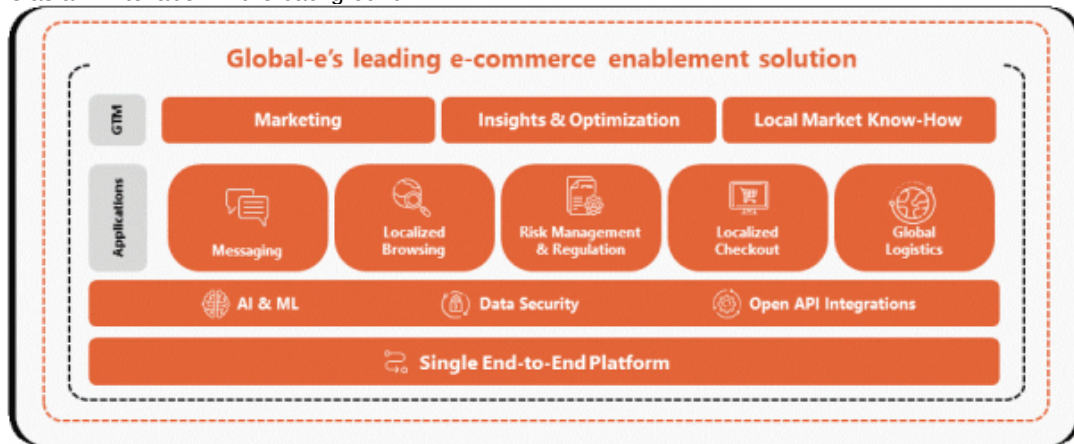 Global-e's leading e-commerce enablement solution
GTM
Marketing
Insights & Optimization
Local Market Know-How
Applications
Messaging
Localized
Browsing
Risk Management
& Regulation
Localized
Checkout
Global
Logistics
AI & ML
Data Security
Open API Integrations
Single End-to-End Platform